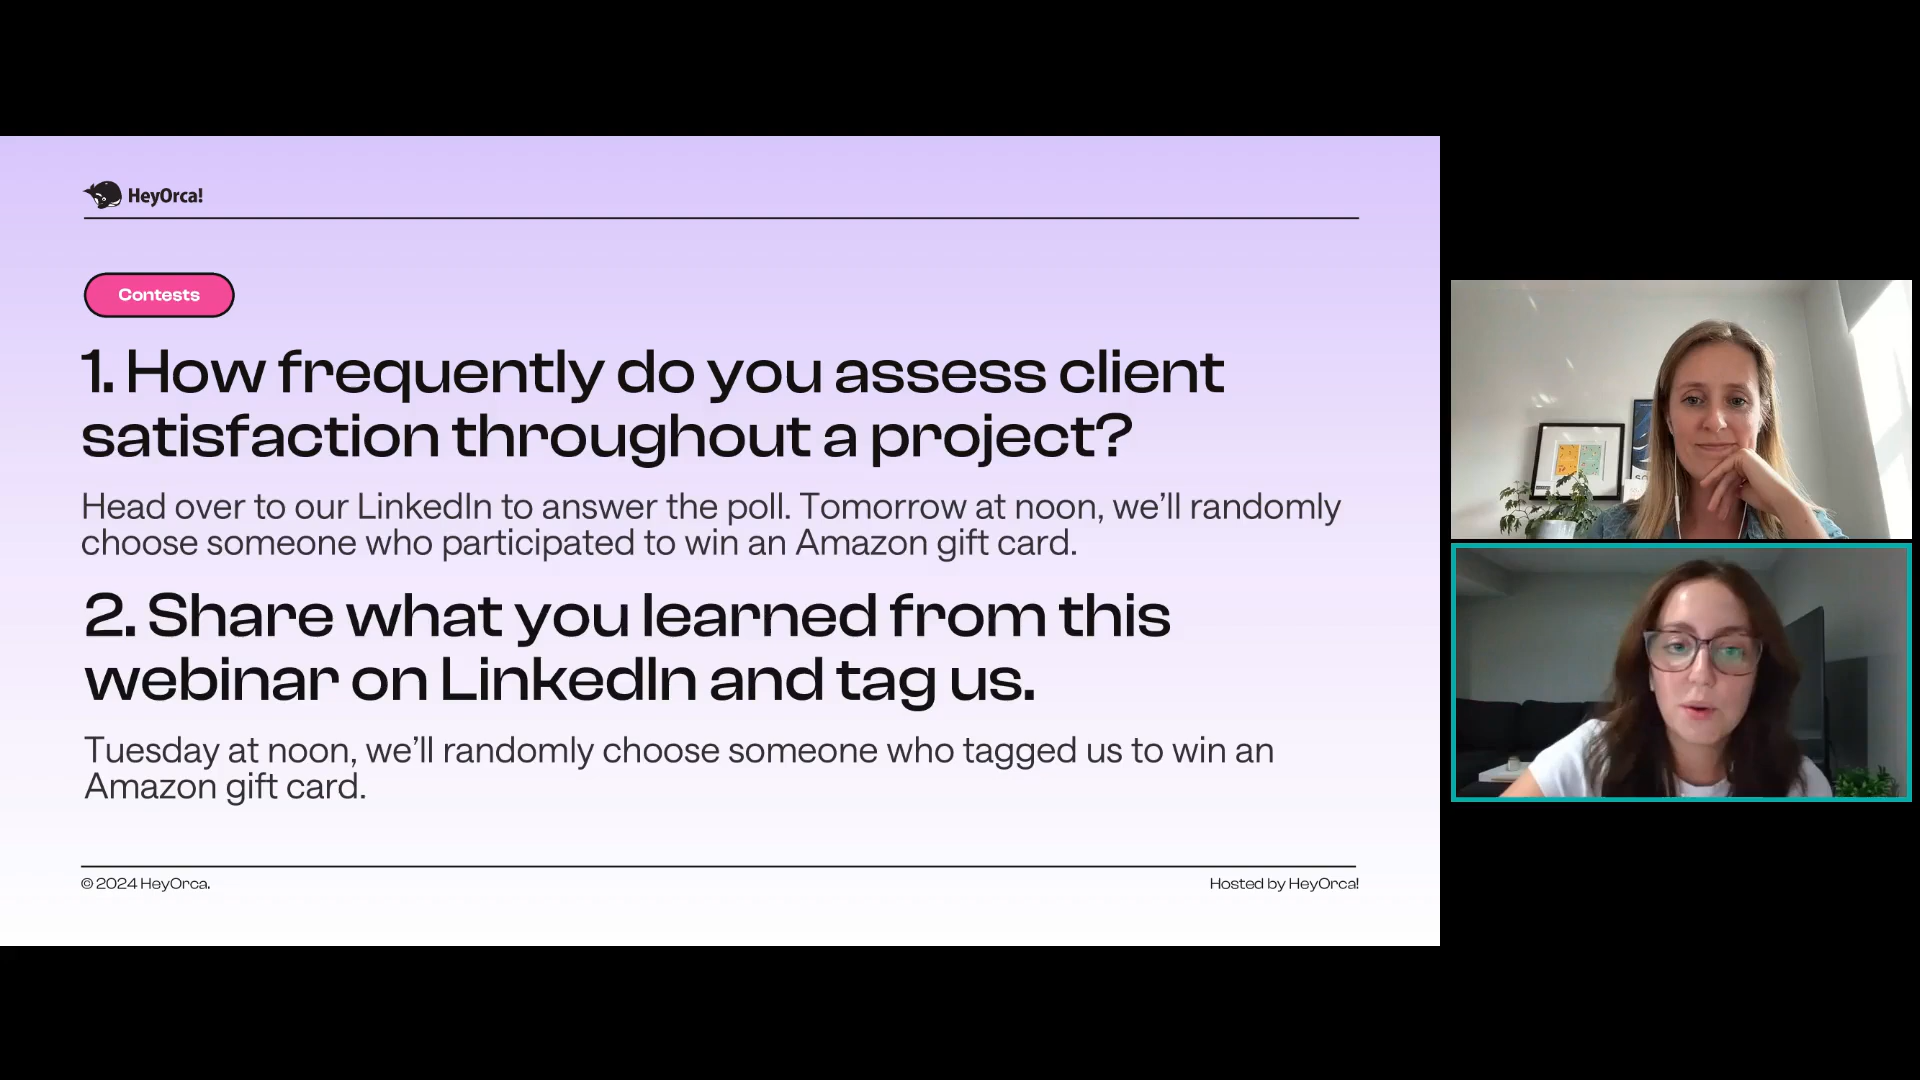 HeyOrca!
Contests
1. How frequently do you assess client
satisfaction throughout a project?
Head over to our LinkedIn to answer the poll. Tomorrow at noon, we’ll randomly
choose someone who participated to win an Amazon gift card.
2. Share what you learned from this
webinar on LinkedIn and tag us.
Tuesday at noon, we’ll randomly choose someone who tagged us to win an
Amazon gift card.
© 2024 HeyOrca.
Hosted by HeyOrca!